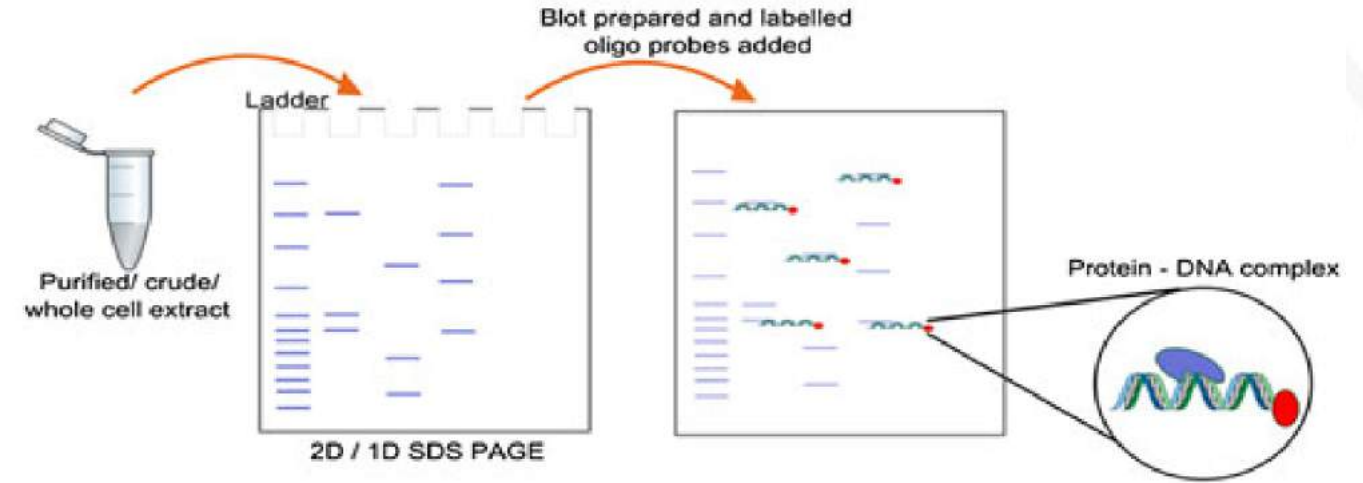 Blot prepared and labelled
oligo probes added
Ladder
Purified/ crude/
whole cell extract
Protein - DNA complex
2D / 1D SDS PAGE